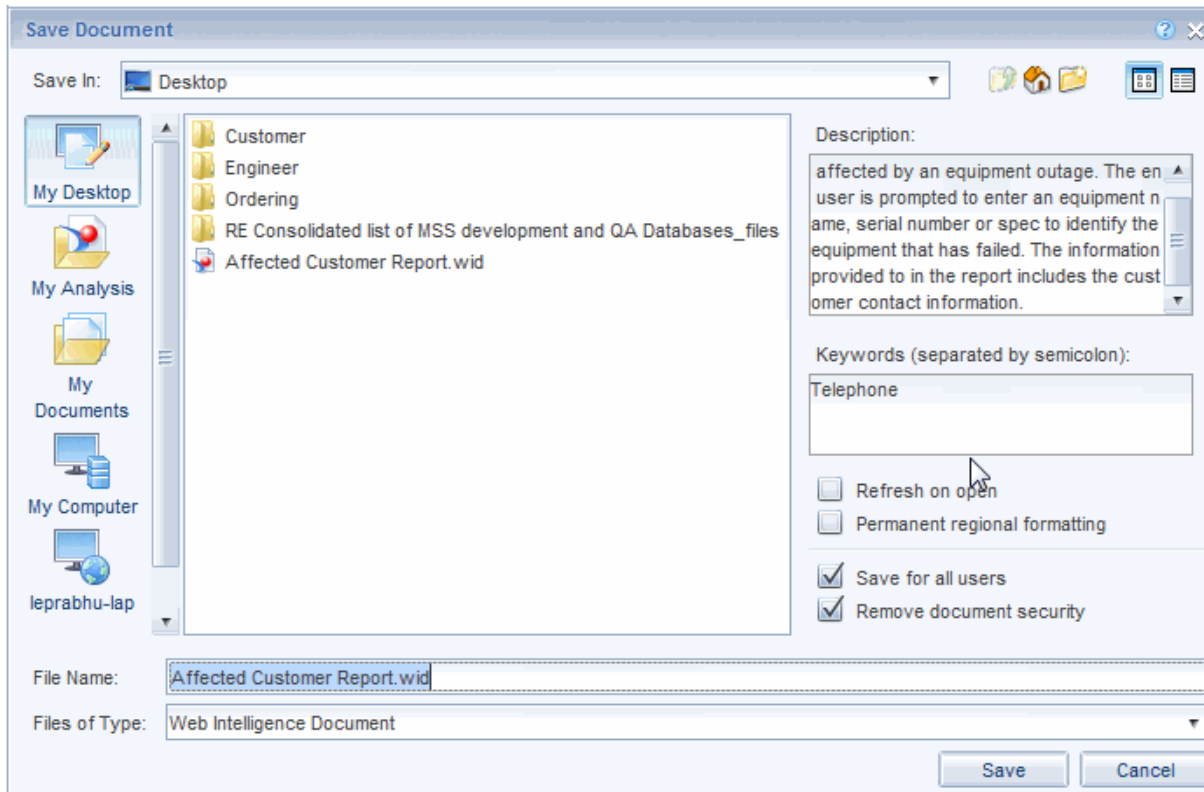 Save Document
Save In:
Desktop
My Desktop
My Analysis
My
Documents
My Computer
leprabhu-lap
Customer
Engineer
Ordering
RE Consolidated list of MSS development and QA Databases_files
Affected Customer Report.wid
Description:
affected by an equipment outage. The en
user is prompted to enter an equipment n
ame, serial number or spec to identify the
equipment that has failed. The information
provided to in the report includes the cust
omer contact information.
Keywords (separated by semicolon):
Telephone
Refresh on open
Permanent regional formatting
Save for all users
Remove document security
File Name:
Affected Customer Report.wid
Files of Type:
Web Intelligence Document
Save
Cancel